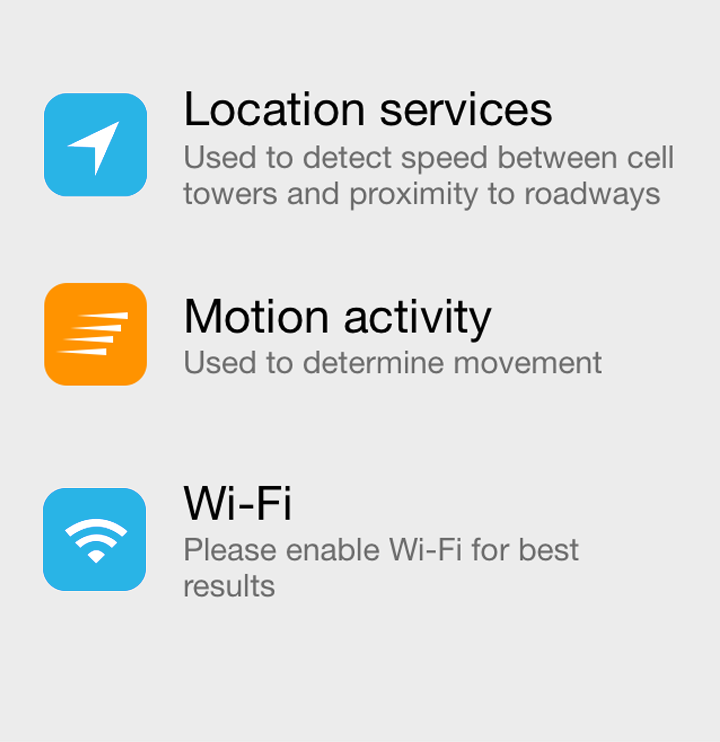 Location services
Used to detect speed between cell
towers and proximity to roadways
Motion activity
Used to determine movement
Wi-Fi
Please enable Wi-Fi for best
results